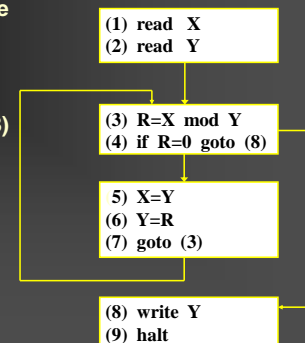 e
(1) read X
(2) read Y
)
(3) R=X mod Y
(4) if R=0 goto (8)
5) X=Y
(6) Y=R
(7) goto (3)
(8) write Y
(9) halt